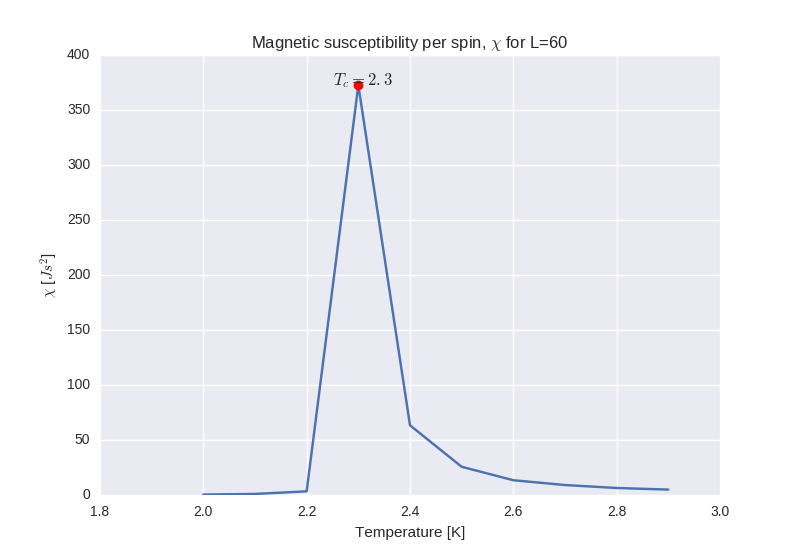 Magnetic susceptibility per spin, χ for L=60
400
350
300
250
200
150
100
50
0
χ [Js²]
T_c = 2.3
1.8 2.0 2.2 2.4 2.6 2.8 3.0
Temperature [K]